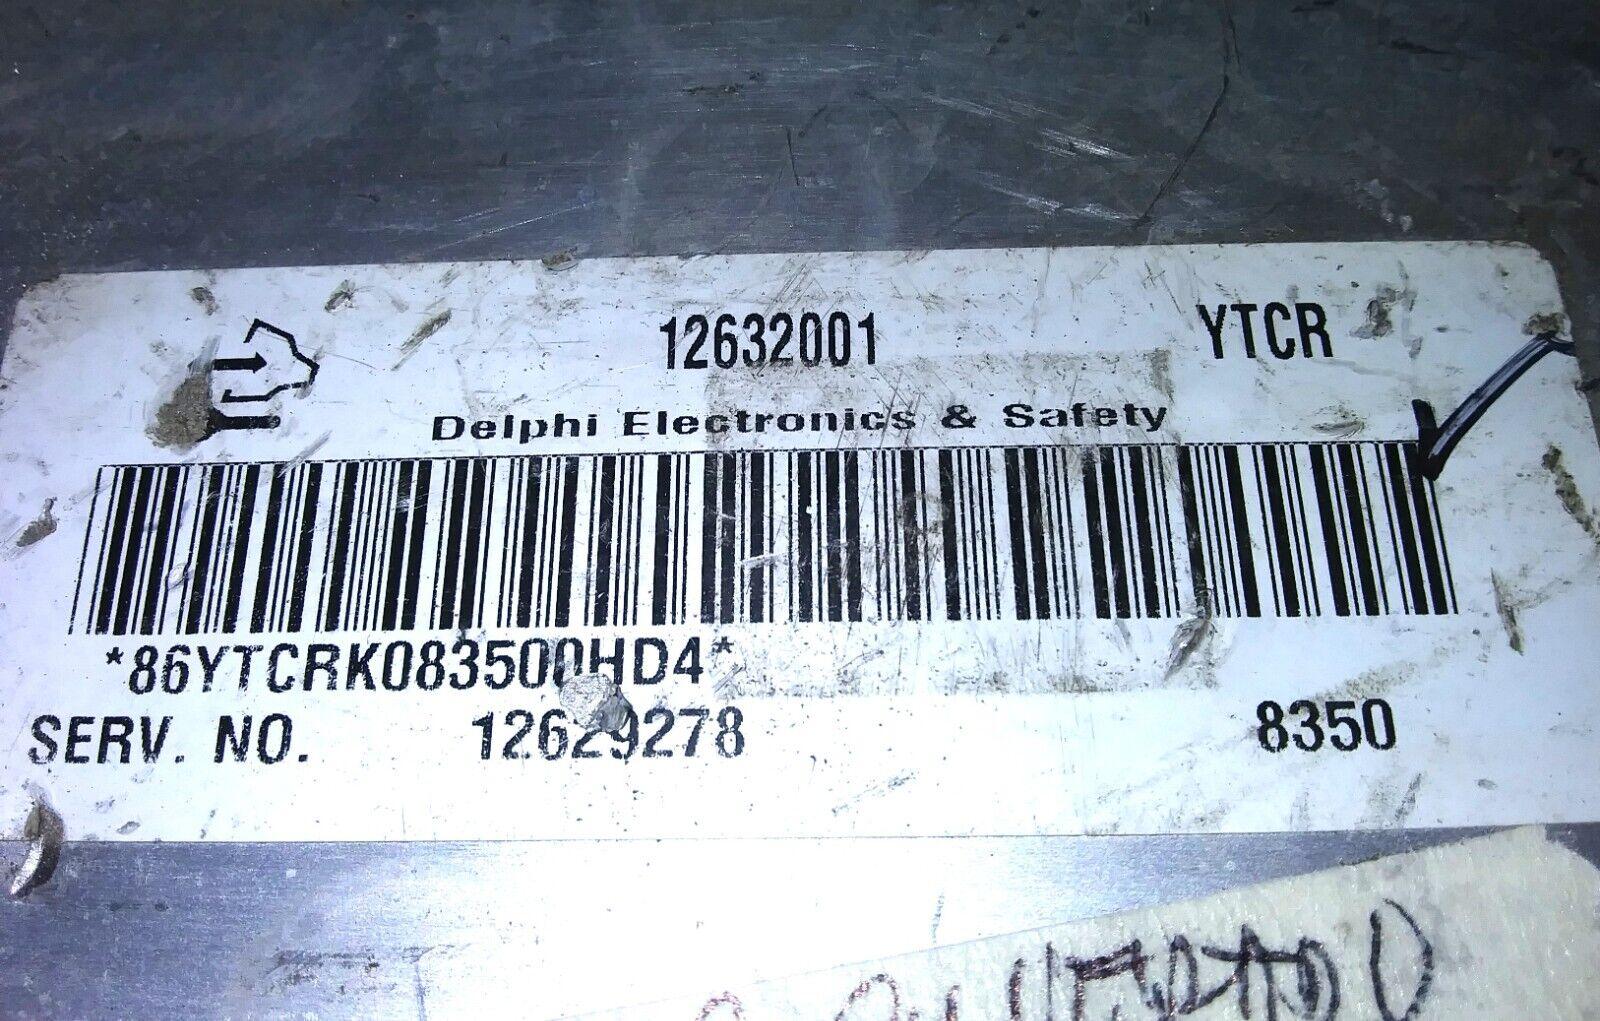 12632001 YTCR
Delphi Electronics & Safety
*86YTCRK083500HD4*
SERV. NO. 12629278 8350